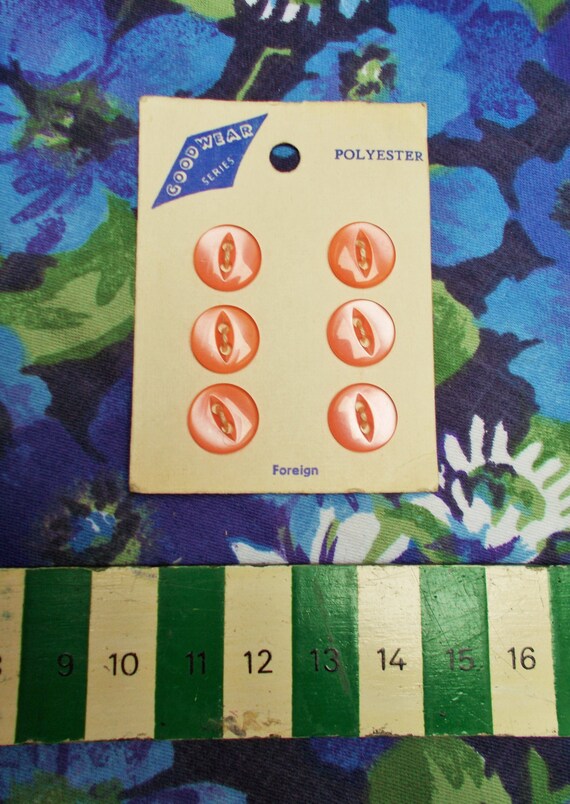 GOOD WEAR
SERIES
POLYESTER
Foreign
9 10 11 12 13 14 15 16